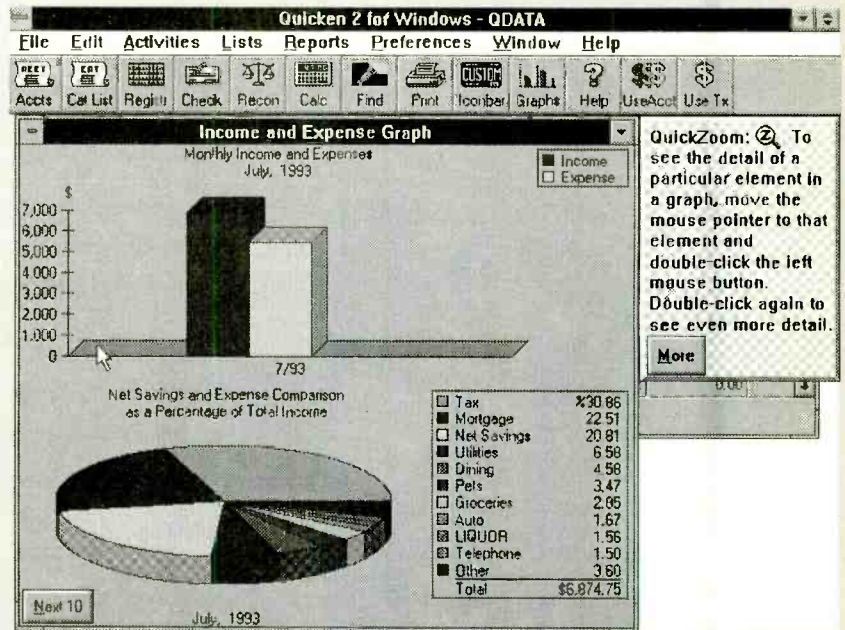 Quicken 2 for Windows - QDATA
File Edit Activities Lists Reports Preferences Window Help
Accts Cat List Registr Check Recon Calc Find Print Iconbar Graphs Help UseAcct Use Tx
Income and Expense Graph
Monthly Income and Expenses
July, 1993
Income
Expense
$
7,000
6,000
5,000
4,000
3,000
2,000
1,000
0
7/93
QuickZoom: To
see the detail of a
particular element in
a graph, move the
mouse pointer to that
element and
double-click the left
mouse button.
Double-click again to
see even more detail.
More
0.00
Net Savings and Expense Comparison
as a Percentage of Total Income
Tax %30.86
Mortgage 22.51
Net Savings 20.81
Utilities 6.58
Dining 4.58
Pets 3.47
Groceries 2.85
Auto 1.67
LIQUOR 1.56
Telephone 1.50
Other 3.60
Total $6,874.75
Next 10
July, 1993